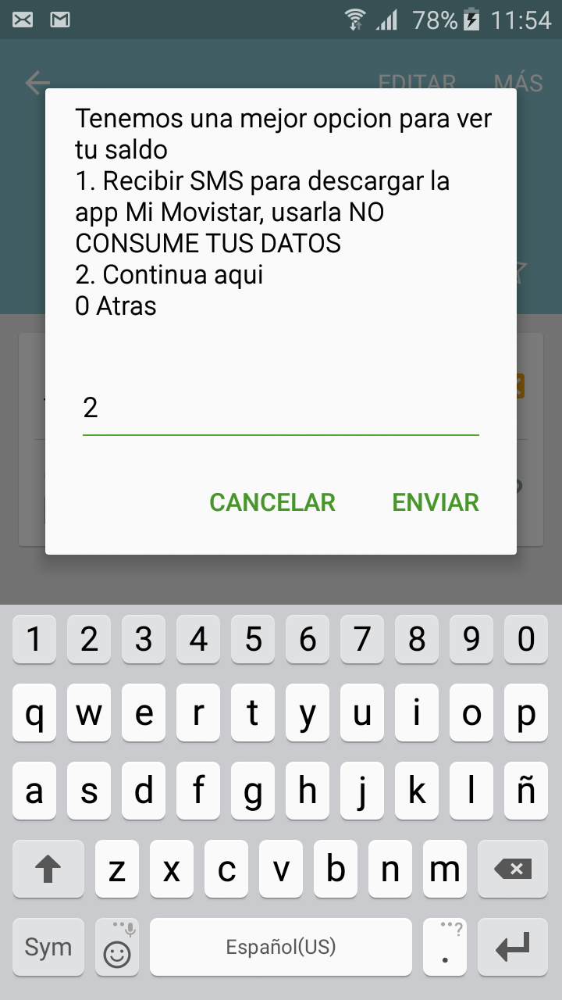 78% 11:54
EDITAR MÁS
Tenemos una mejor opcion para ver
tu saldo
1. Recibir SMS para descargar la
app Mi Movistar, usarla NO
CONSUME TUS DATOS
2. Continua aqui
0 Atras
2
CANCELAR ENVIAR
1 2 3 4 5 6 7 8 9 0
q w e r t y u i o p
a s d f g h j k l ñ
z x c v b n m
Sym Español(US) . ?